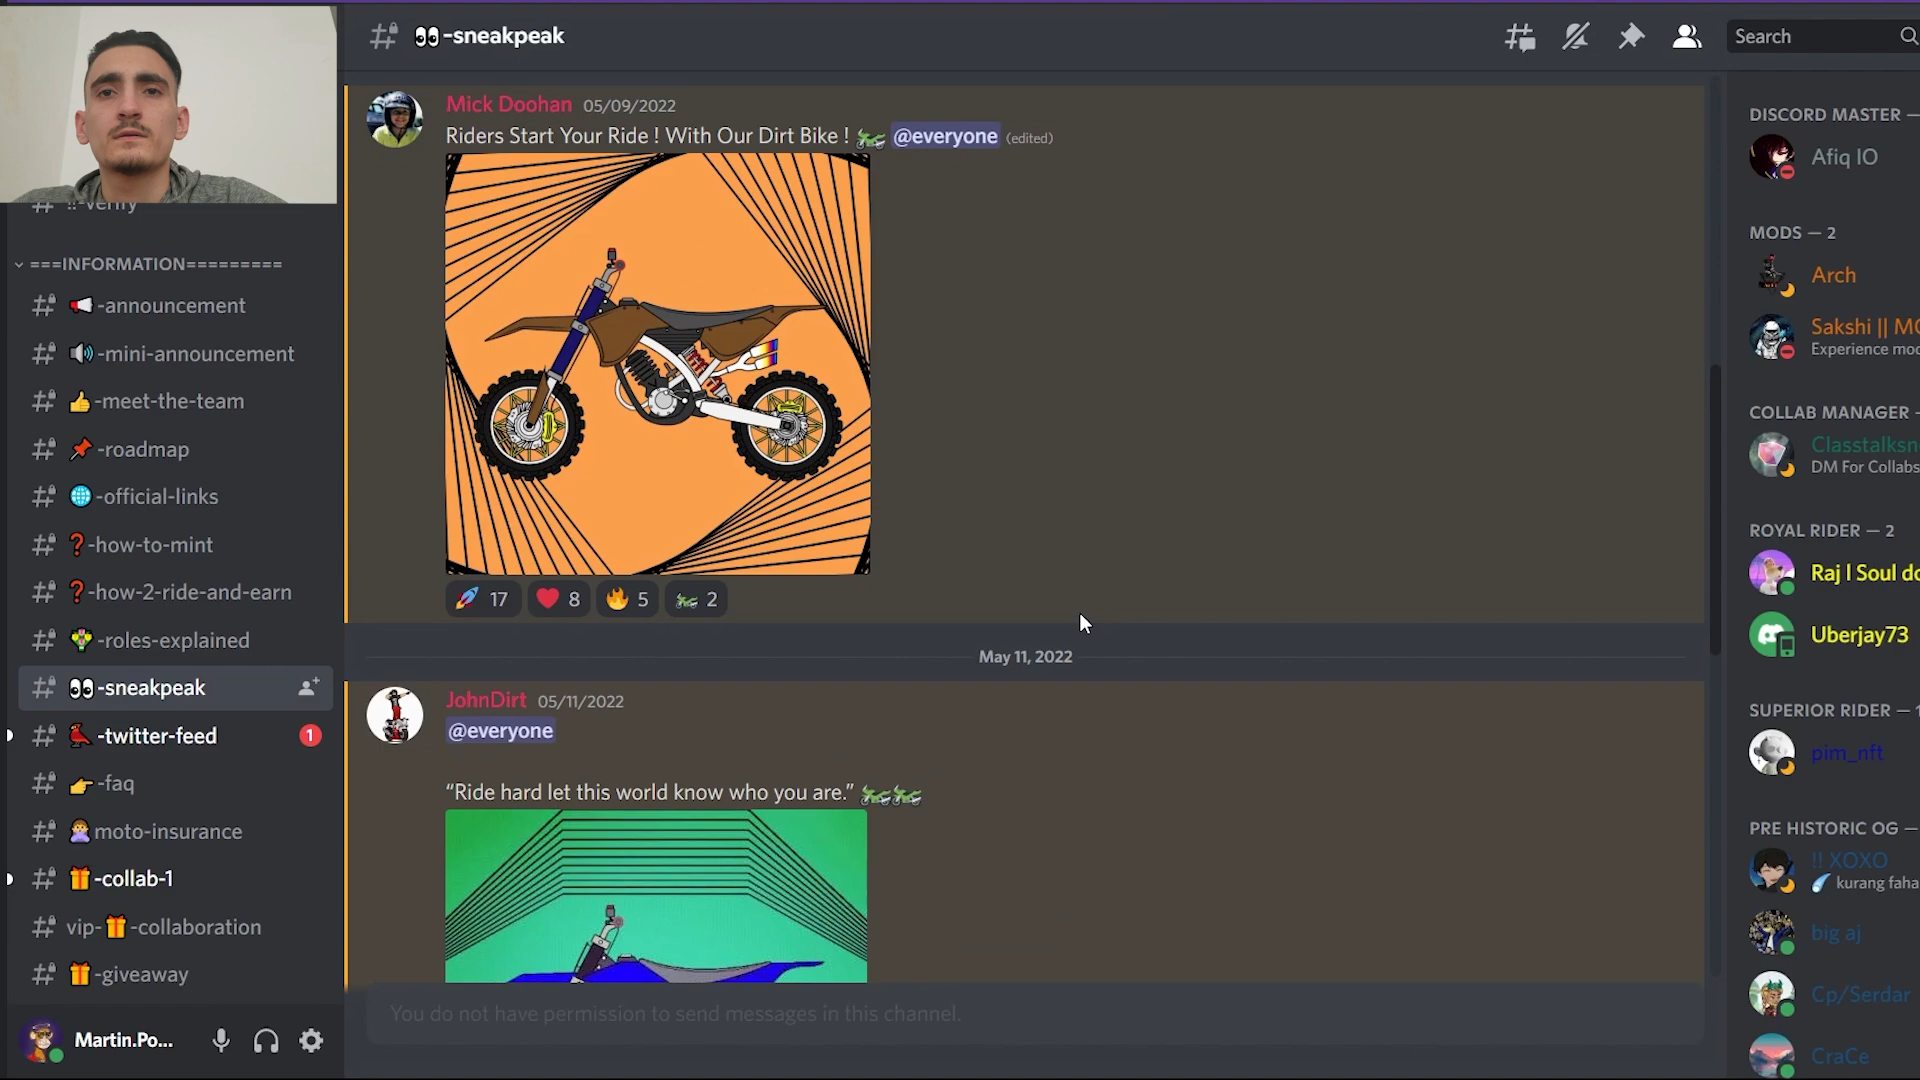 -sneakpeak
Search
!!-verify
===INFORMATION=========
-announcement
-mini-announcement
-meet-the-team
-roadmap
-official-links
-how-to-mint
-how-2-ride-and-earn
-roles-explained
-sneakpeak
-twitter-feed 1
-faq
moto-insurance
-collab-1
vip- -collaboration
-giveaway
Martin.Po...
Mick Doohan 05/09/2022
Riders Start Your Ride ! With Our Dirt Bike ! @everyone (edited)
17 8 5 2
May 11, 2022
JohnDirt 05/11/2022
@everyone
“Ride hard let this world know who you are.”
You do not have permission to send messages in this channel.
DISCORD MASTER —
Afiq IO
MODS — 2
Arch
Sakshi || MO
Experience mod
COLLAB MANAGER -
Classtalksn
DM For Collabs
ROYAL RIDER — 2
Raj l Soul do
Uberjay73
SUPERIOR RIDER — 1
pim_nft
PRE HISTORIC OG —
!! XOXO
kurang faha
big aj
Cp/Serdar
CraCe